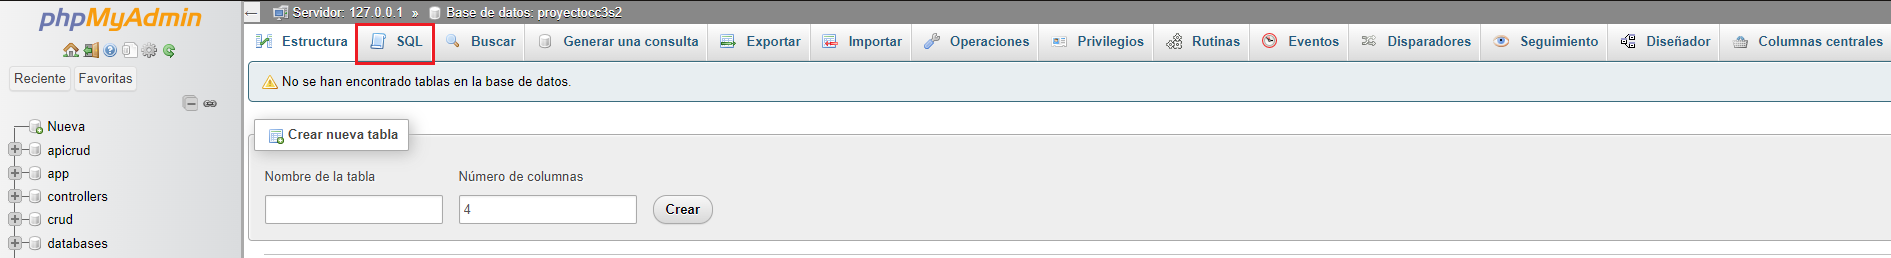 phpMyAdmin
Reciente Favoritas
Nueva
apicrud
app
controllers
crud
databases
Servidor: 127.0.0.1 » Base de datos: proyectocc3s2
Estructura SQL Buscar Generar una consulta Exportar Importar Operaciones Privilegios Rutinas Eventos Disparadores Seguimiento Diseñador Columnas centrales
No se han encontrado tablas en la base de datos.
Crear nueva tabla
Nombre de la tabla Número de columnas
4 Crear